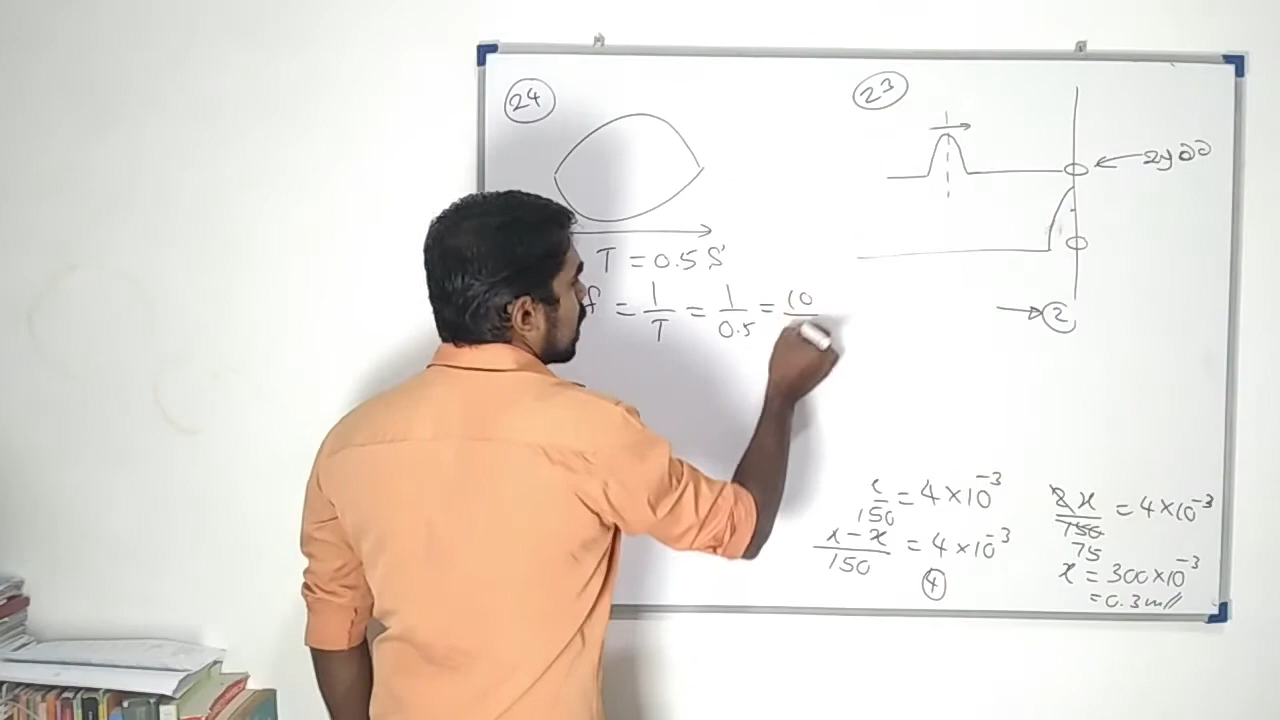 24
T = 0.5 S
f = 1/T = 1/0.5 = 10
23
2
x/150 = 4×10⁻³
x - x/150 = 4×10⁻³
4
2x/150 = 4×10⁻³
75
x = 300×10⁻³
= 0.3m//